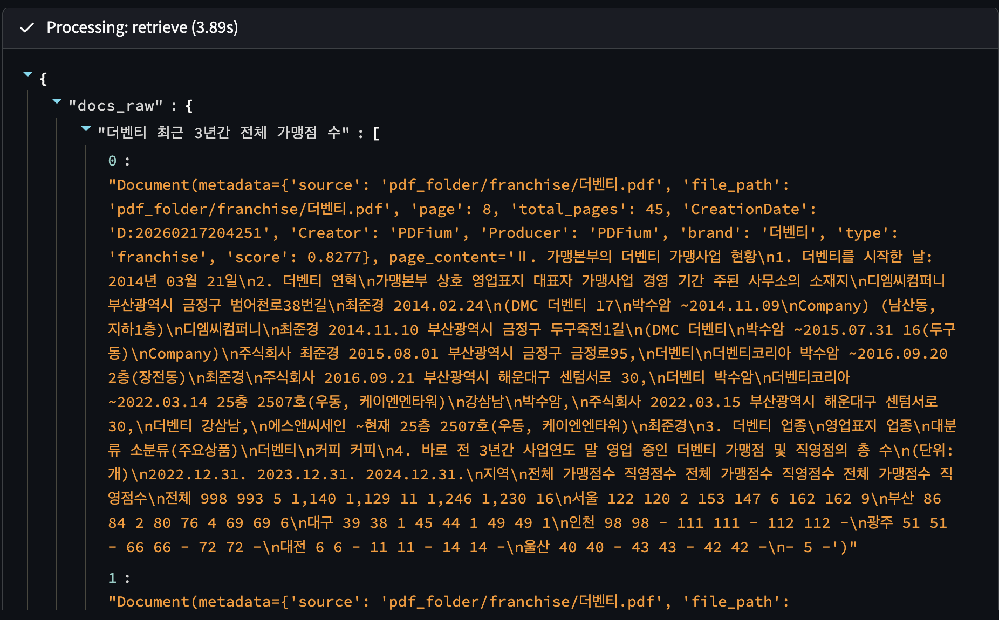 Processing: retrieve (3.89s)
{
"docs_raw" : {
"더벤티 최근 3년간 전체 가맹점 수" : [
0 :
"Document(metadata={'source': 'pdf_folder/franchise/더벤티.pdf', 'file_path':
'pdf_folder/franchise/더벤티.pdf', 'page': 8, 'total_pages': 45, 'CreationDate':
'D:20260217204251', 'Creator': 'PDFium', 'Producer': 'PDFium', 'brand': '더벤티', 'type':
'franchise', 'score': 0.8277}, page_content='Ⅱ. 가맹본부의 더벤티 가맹사업 현황\n1. 더벤티를 시작한 날:
2014년 03월 21일\n2. 더벤티 연혁\n가맹본부 상호 영업표지 대표자 가맹사업 경영 기간 주된 사무소의 소재지\n디엠씨컴퍼니
부산광역시 금정구 범어천로38번길\n최준경 2014.02.24\n(DMC 더벤티 17\n박수암 ~2014.11.09\nCompany) (남산동,
지하1층)\n디엠씨컴퍼니\n최준경 2014.11.10 부산광역시 금정구 두구죽전1길\n(DMC 더벤티\n박수암 ~2015.07.31 16(두구
동)\nCompany)\n주식회사 최준경 2015.08.01 부산광역시 금정구 금정로95,\n더벤티\n더벤티코리아 박수암 ~2016.09.20
2층(장전동)\n최준경\n주식회사 2016.09.21 부산광역시 해운대구 센텀서로 30,\n더벤티 박수암\n더벤티코리아
~2022.03.14 25층 2507호(우동, 케이엔엔타워)\n강삼남\n박수암,\n주식회사 2022.03.15 부산광역시 해운대구 센텀서로
30,\n더벤티 강삼남,\n에스앤씨세인 ~현재 25층 2507호(우동, 케이엔엔타워)\n최준경\n3. 더벤티 업종\n영업표지 업종\n대분
류 소분류(주요상품)\n더벤티\n커피 커피\n4. 바로 전 3년간 사업연도 말 영업 중인 더벤티 가맹점 및 직영점의 총 수\n(단위:
개)\n2022.12.31. 2023.12.31. 2024.12.31.\n지역\n전체 가맹점수 직영점수 전체 가맹점수 직영점수 전체 가맹점수 직
영점수\n전체 998 993 5 1,140 1,129 11 1,246 1,230 16\n서울 122 120 2 153 147 6 162 162 9\n부산 86
84 2 80 76 4 69 69 6\n대구 39 38 1 45 44 1 49 49 1\n인천 98 98 - 111 111 - 112 112 -\n광주 51 51
- 66 66 - 72 72 -\n대전 6 6 - 11 11 - 14 14 -\n울산 40 40 - 43 43 - 42 42 -\n- 5 -')"
1 :
"Document(metadata={'source': 'pdf_folder/franchise/더벤티.pdf', 'file_path':